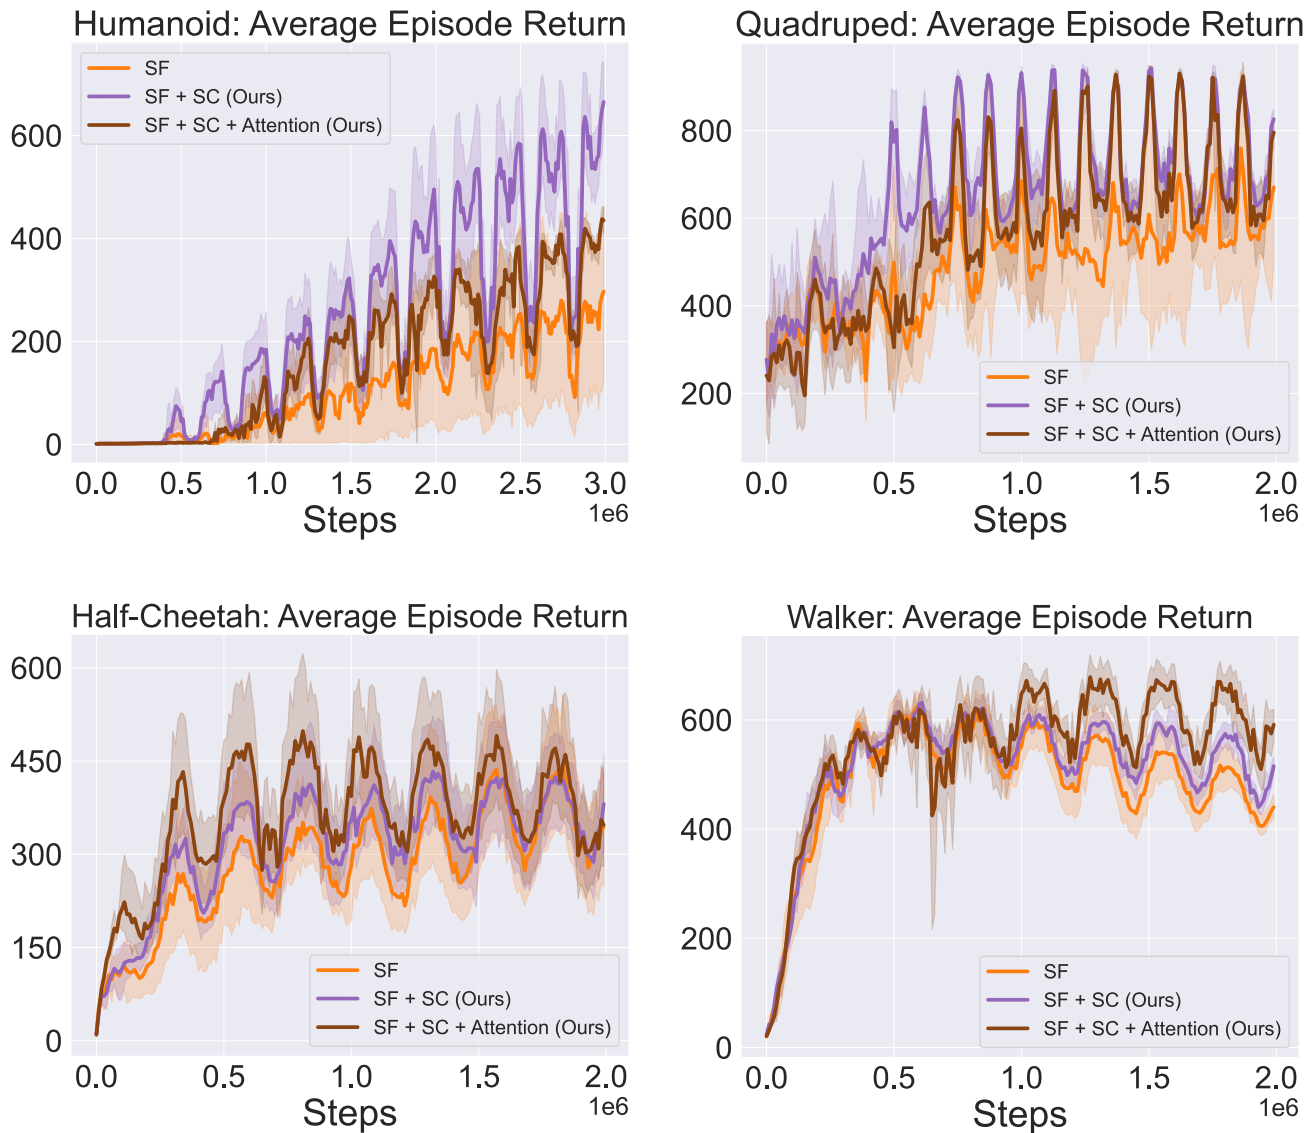 Humanoid: Average Episode Return
SF
SF + SC (Ours)
SF + SC + Attention (Ours)
600
400
200
0
0.0 0.5 1.0 1.5 2.0 2.5 3.0
1e6
Steps
Quadruped: Average Episode Return
800
600
400
200
SF
SF + SC (Ours)
SF + SC + Attention (Ours)
0.0 0.5 1.0 1.5 2.0
1e6
Steps
Half-Cheetah: Average Episode Return
600
450
300
150
0
SF
SF + SC (Ours)
SF + SC + Attention (Ours)
0.0 0.5 1.0 1.5 2.0
1e6
Steps
Walker: Average Episode Return
600
400
200
0
SF
SF + SC (Ours)
SF + SC + Attention (Ours)
0.0 0.5 1.0 1.5 2.0
1e6
Steps